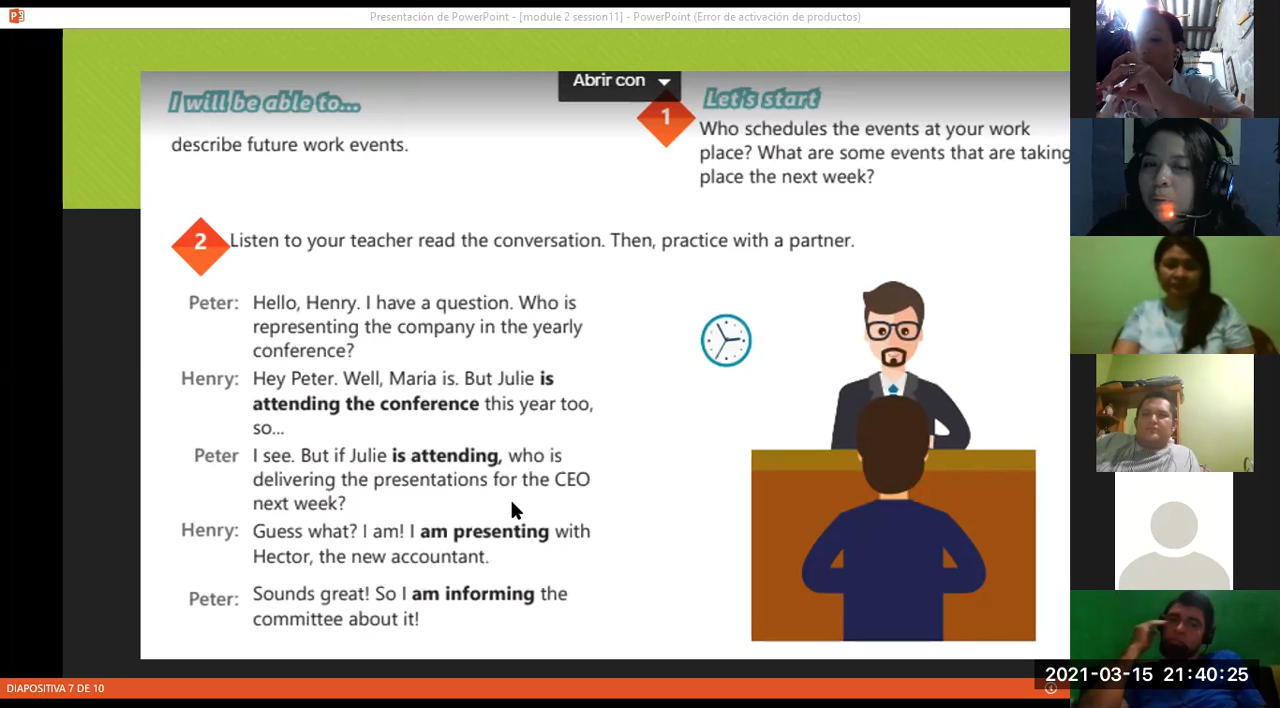 Presentación de PowerPoint - [module 2 session11] - PowerPoint (Error de activación de productos)
Abrir con
I will be able to...
describe future work events.
1
Let's start
Who schedules the events at your work
place? What are some events that are taking
place the next week?
2
Listen to your teacher read the conversation. Then, practice with a partner.
Peter: Hello, Henry. I have a question. Who is
representing the company in the yearly
conference?
Henry: Hey Peter. Well, Maria is. But Julie is
attending the conference this year too,
so...
Peter I see. But if Julie is attending, who is
delivering the presentations for the CEO
next week?
Henry: Guess what? I am! I am presenting with
Hector, the new accountant.
Peter: Sounds great! So I am informing the
committee about it!
DIAPOSITIVA 7 DE 10
2021-03-15 21:40:25